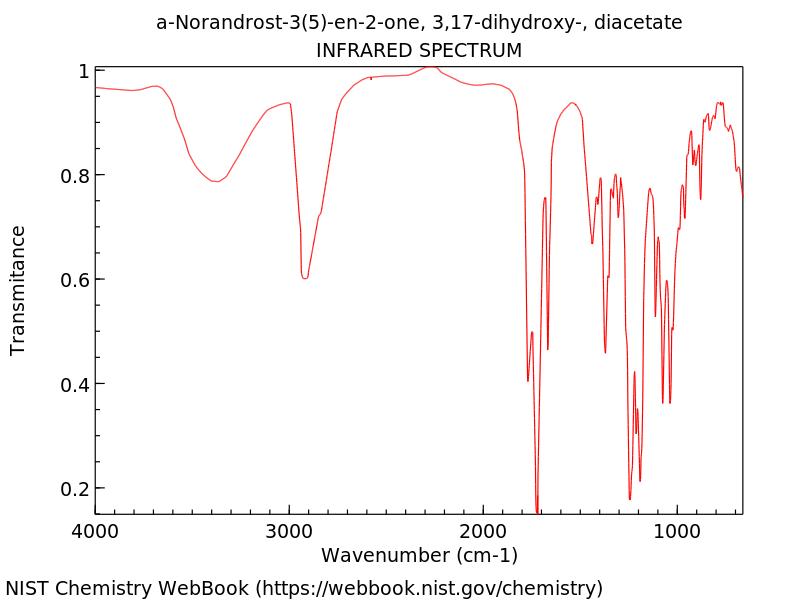 a-Norandrost-3(5)-en-2-one, 3,17-dihydroxy-, diacetate
INFRARED SPECTRUM
1
0.8
0.6
0.4
0.2
Transmitance
4000 3000 2000 1000
Wavenumber (cm-1)
NIST Chemistry WebBook (https://webbook.nist.gov/chemistry)